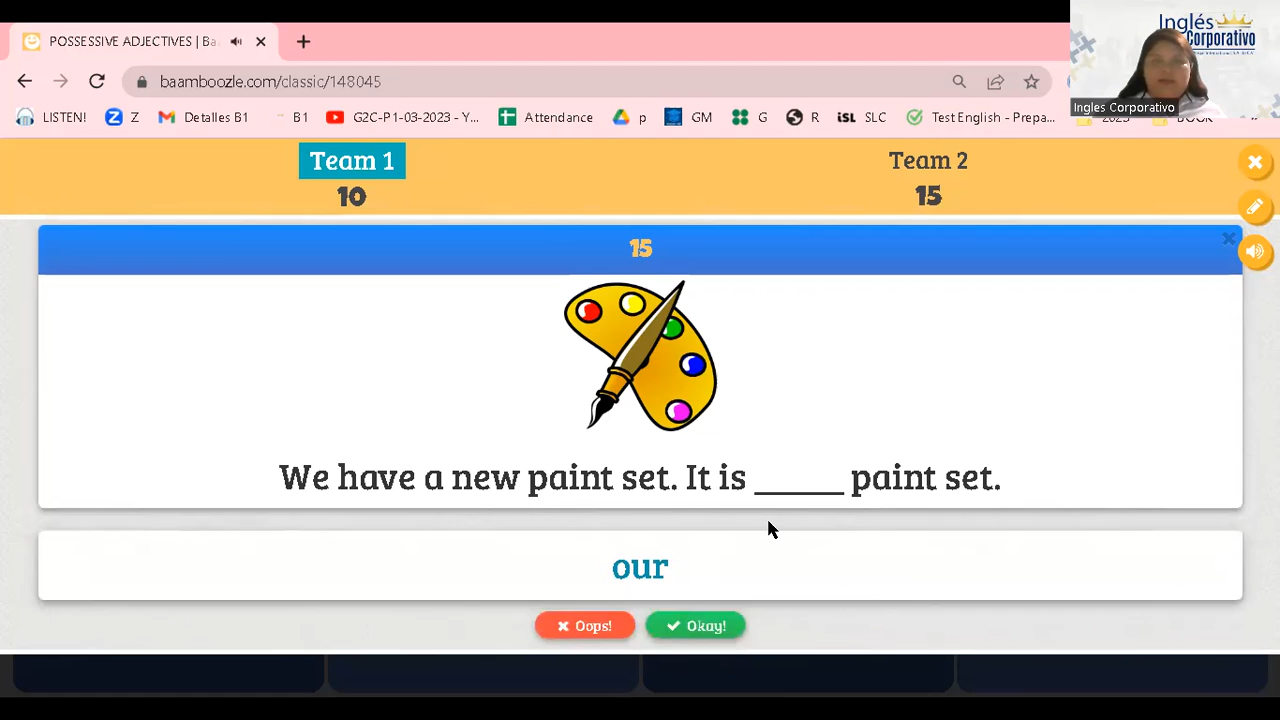 POSSESSIVE ADJECTIVES | Ba
baamboozle.com/classic/148045
LISTEN! Z Detalles B1 B1 G2C-P1-03-2023 - Y... Attendance p GM G R iSL SLC Test English - Prepa... 2023 BOOK
Inglés
Corporativo
Ingles Corporativo
Team 1
10
Team 2
15
15
We have a new paint set. It is _____ paint set.
our
Oops! Okay!